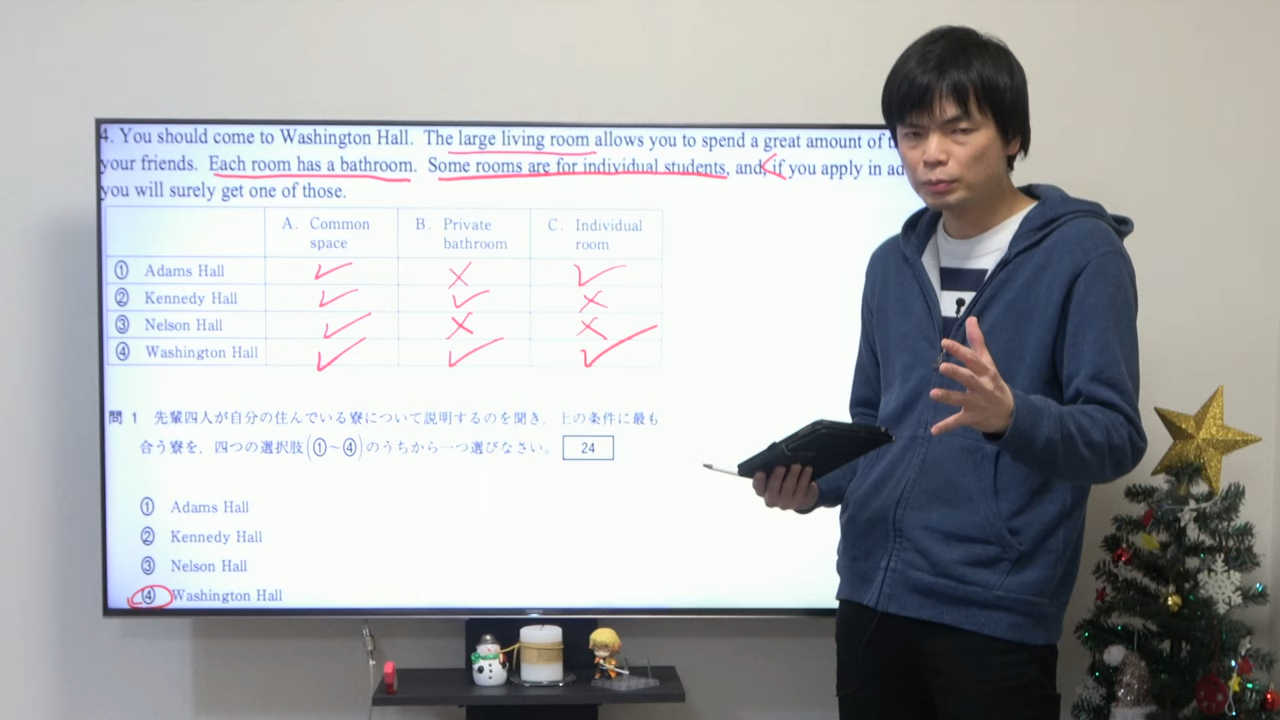 4. You should come to Washington Hall. The large living room allows you to spend a great amount of
your friends. Each room has a bathroom. Some rooms are for individual students, and, if you apply in
you will surely get one of those.
A. Common space B. Private bathroom C. Individual room
① Adams Hall ✓ × ✓
② Kennedy Hall ✓ ✓ ×
③ Nelson Hall ✓ × ×
④ Washington Hall ✓ ✓ ✓
問 1 先輩四人が自分の住んでいる寮について説明するのを聞き，上の条件に最も
合う寮を，四つの選択肢(①～④)のうちから一つ選びなさい。 24
① Adams Hall
② Kennedy Hall
③ Nelson Hall
④ Washington Hall